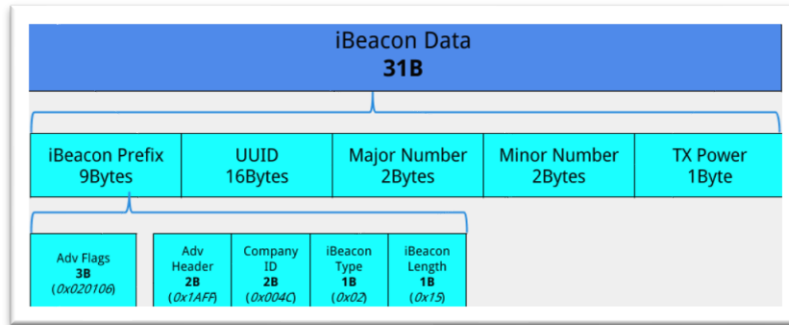 iBeacon Data
31B
iBeacon Prefix
9Bytes
UUID
16Bytes
Major Number
2Bytes
Minor Number
2Bytes
TX Power
1Byte
Adv Flags
3B
(0x020106)
Adv
Header
2B
(0x1AFF)
Company
ID
2B
(0x004C)
iBeacon
Type
1B
(0x02)
iBeacon
Length
1B
(0x15)